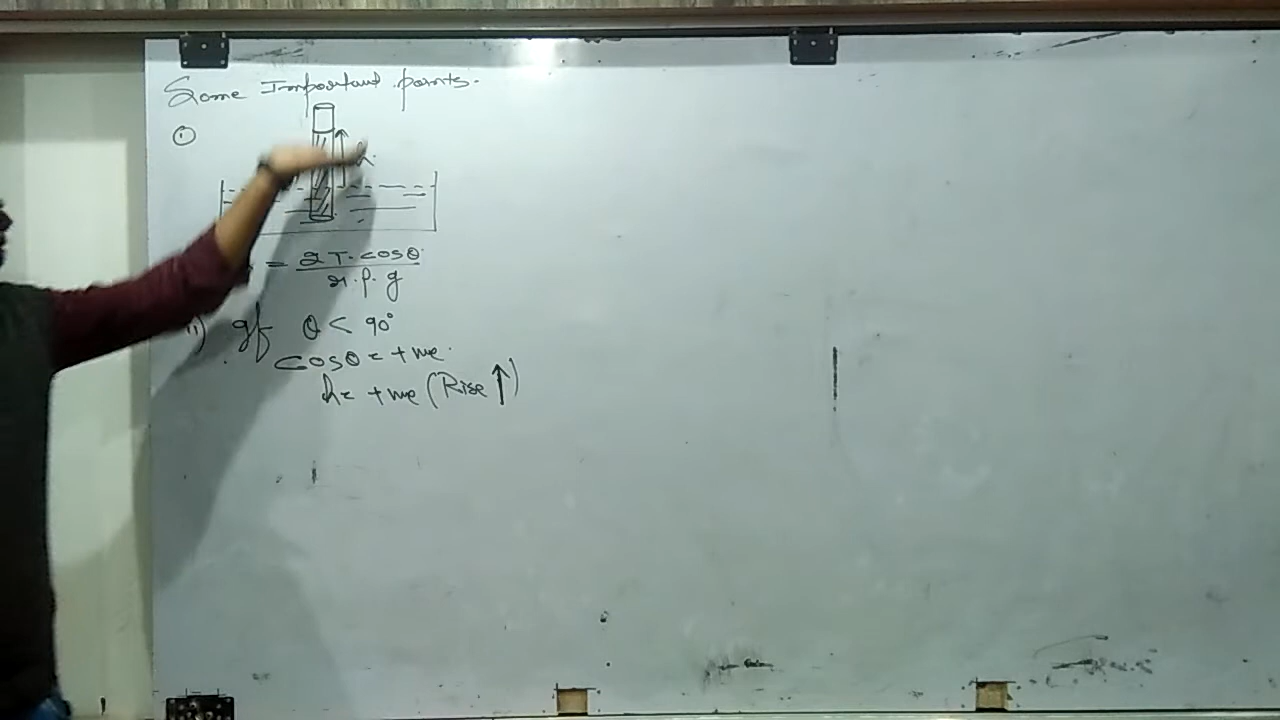 Some Important points.
①
h.
= 2T.cosθ / r.ρ.g
i) If θ < 90°
cosθ = +ve.
h = +ve (Rise ↑)